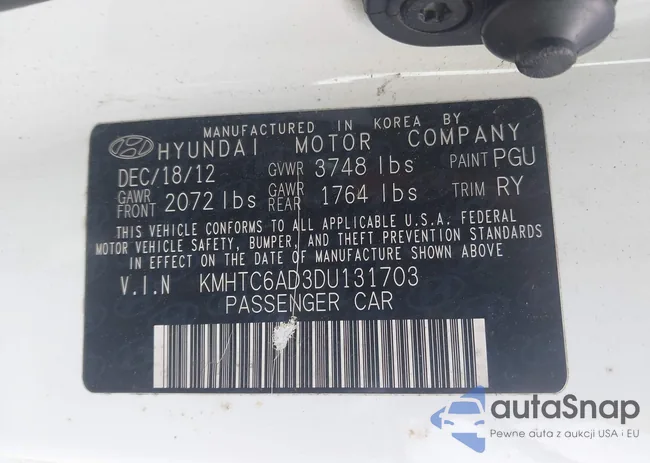 MANUFACTURED IN KOREA BY
HYUNDAI MOTOR COMPANY
DEC/18/12 GVWR 3748 lbs PAINT PGU
GAWR FRONT 2072 lbs GAWR REAR 1764 lbs TRIM RY
THIS VEHICLE CONFORMS TO ALL APPLICABLE U.S.A. FEDERAL
MOTOR VEHICLE SAFETY, BUMPER, AND THEFT PREVENTION STANDARDS
IN EFFECT ON THE DATE OF MANUFACTURE SHOWN ABOVE
V.I.N KMHTC6AD3DU131703
PASSENGER CAR
autaSnap
Pewne auta z aukcji USA i EU